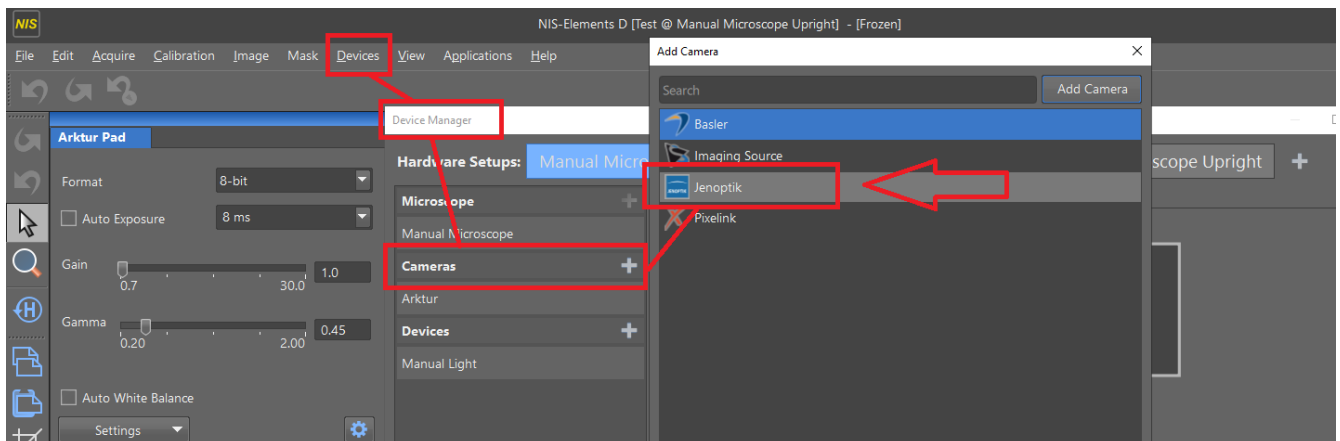 NIS
NIS-Elements D [Test @ Manual Microscope Upright] - [Frozen]
File Edit Acquire Calibration Image Mask Devices View Applications Help
Add Camera
Search
Add Camera
Basler
Imaging Source
JENOPTIK
Jenoptik
Pixelink
Device Manager
Hardware Setups: Manual Micro
scope Upright
Microscope
Manual Microscope
Cameras
Arktur
Devices
Manual Light
Arktur Pad
Format 8-bit
Auto Exposure 8 ms
Gain 1.0
0.7 30.0
Gamma 0.45
0.20 2.00
Auto White Balance
Settings